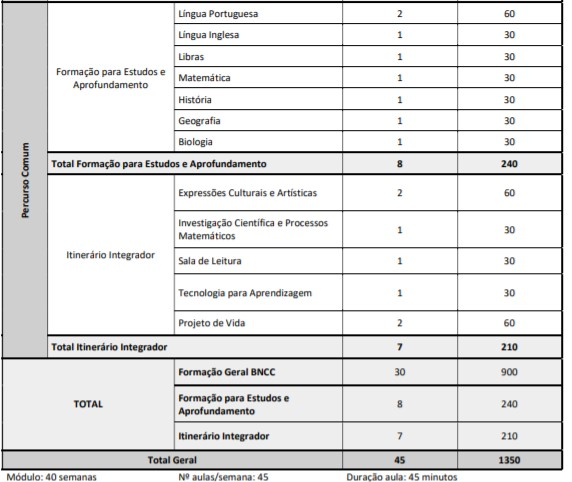 Língua Portuguesa 2 60
Língua Inglesa 1 30
Libras 1 30
Formação para Estudos e
Aprofundamento
Matemática 1 30
História 1 30
Geografia 1 30
Biologia 1 30
Percurso Comum
Total Formação para Estudos e Aprofundamento 8 240
Expressões Culturais e Artísticas 2 60
Investigação Científica e Processos
Matemáticos 1 30
Itinerário Integrador
Sala de Leitura 1 30
Tecnologia para Aprendizagem 1 30
Projeto de Vida 2 60
Total Itinerário Integrador 7 210
Formação Geral BNCC 30 900
TOTAL
Formação para Estudos e
Aprofundamento 8 240
Itinerário Integrador 7 210
Total Geral 45 1350
Módulo: 40 semanas Nº aulas/semana: 45 Duração aula: 45 minutos